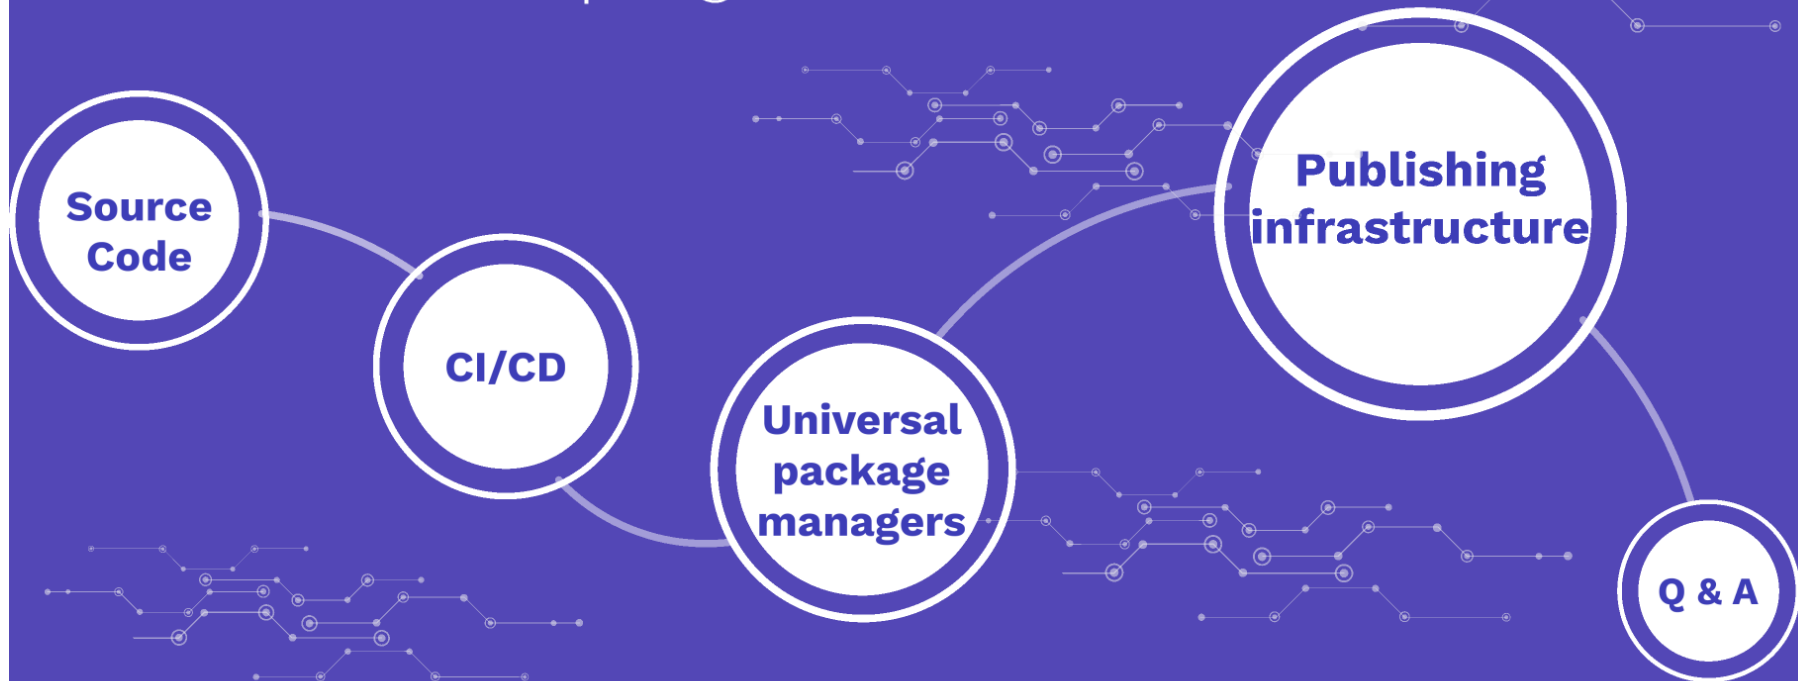 Source
Code
CI/CD
Universal
package
managers
Publishing
infrastructure
Q & A